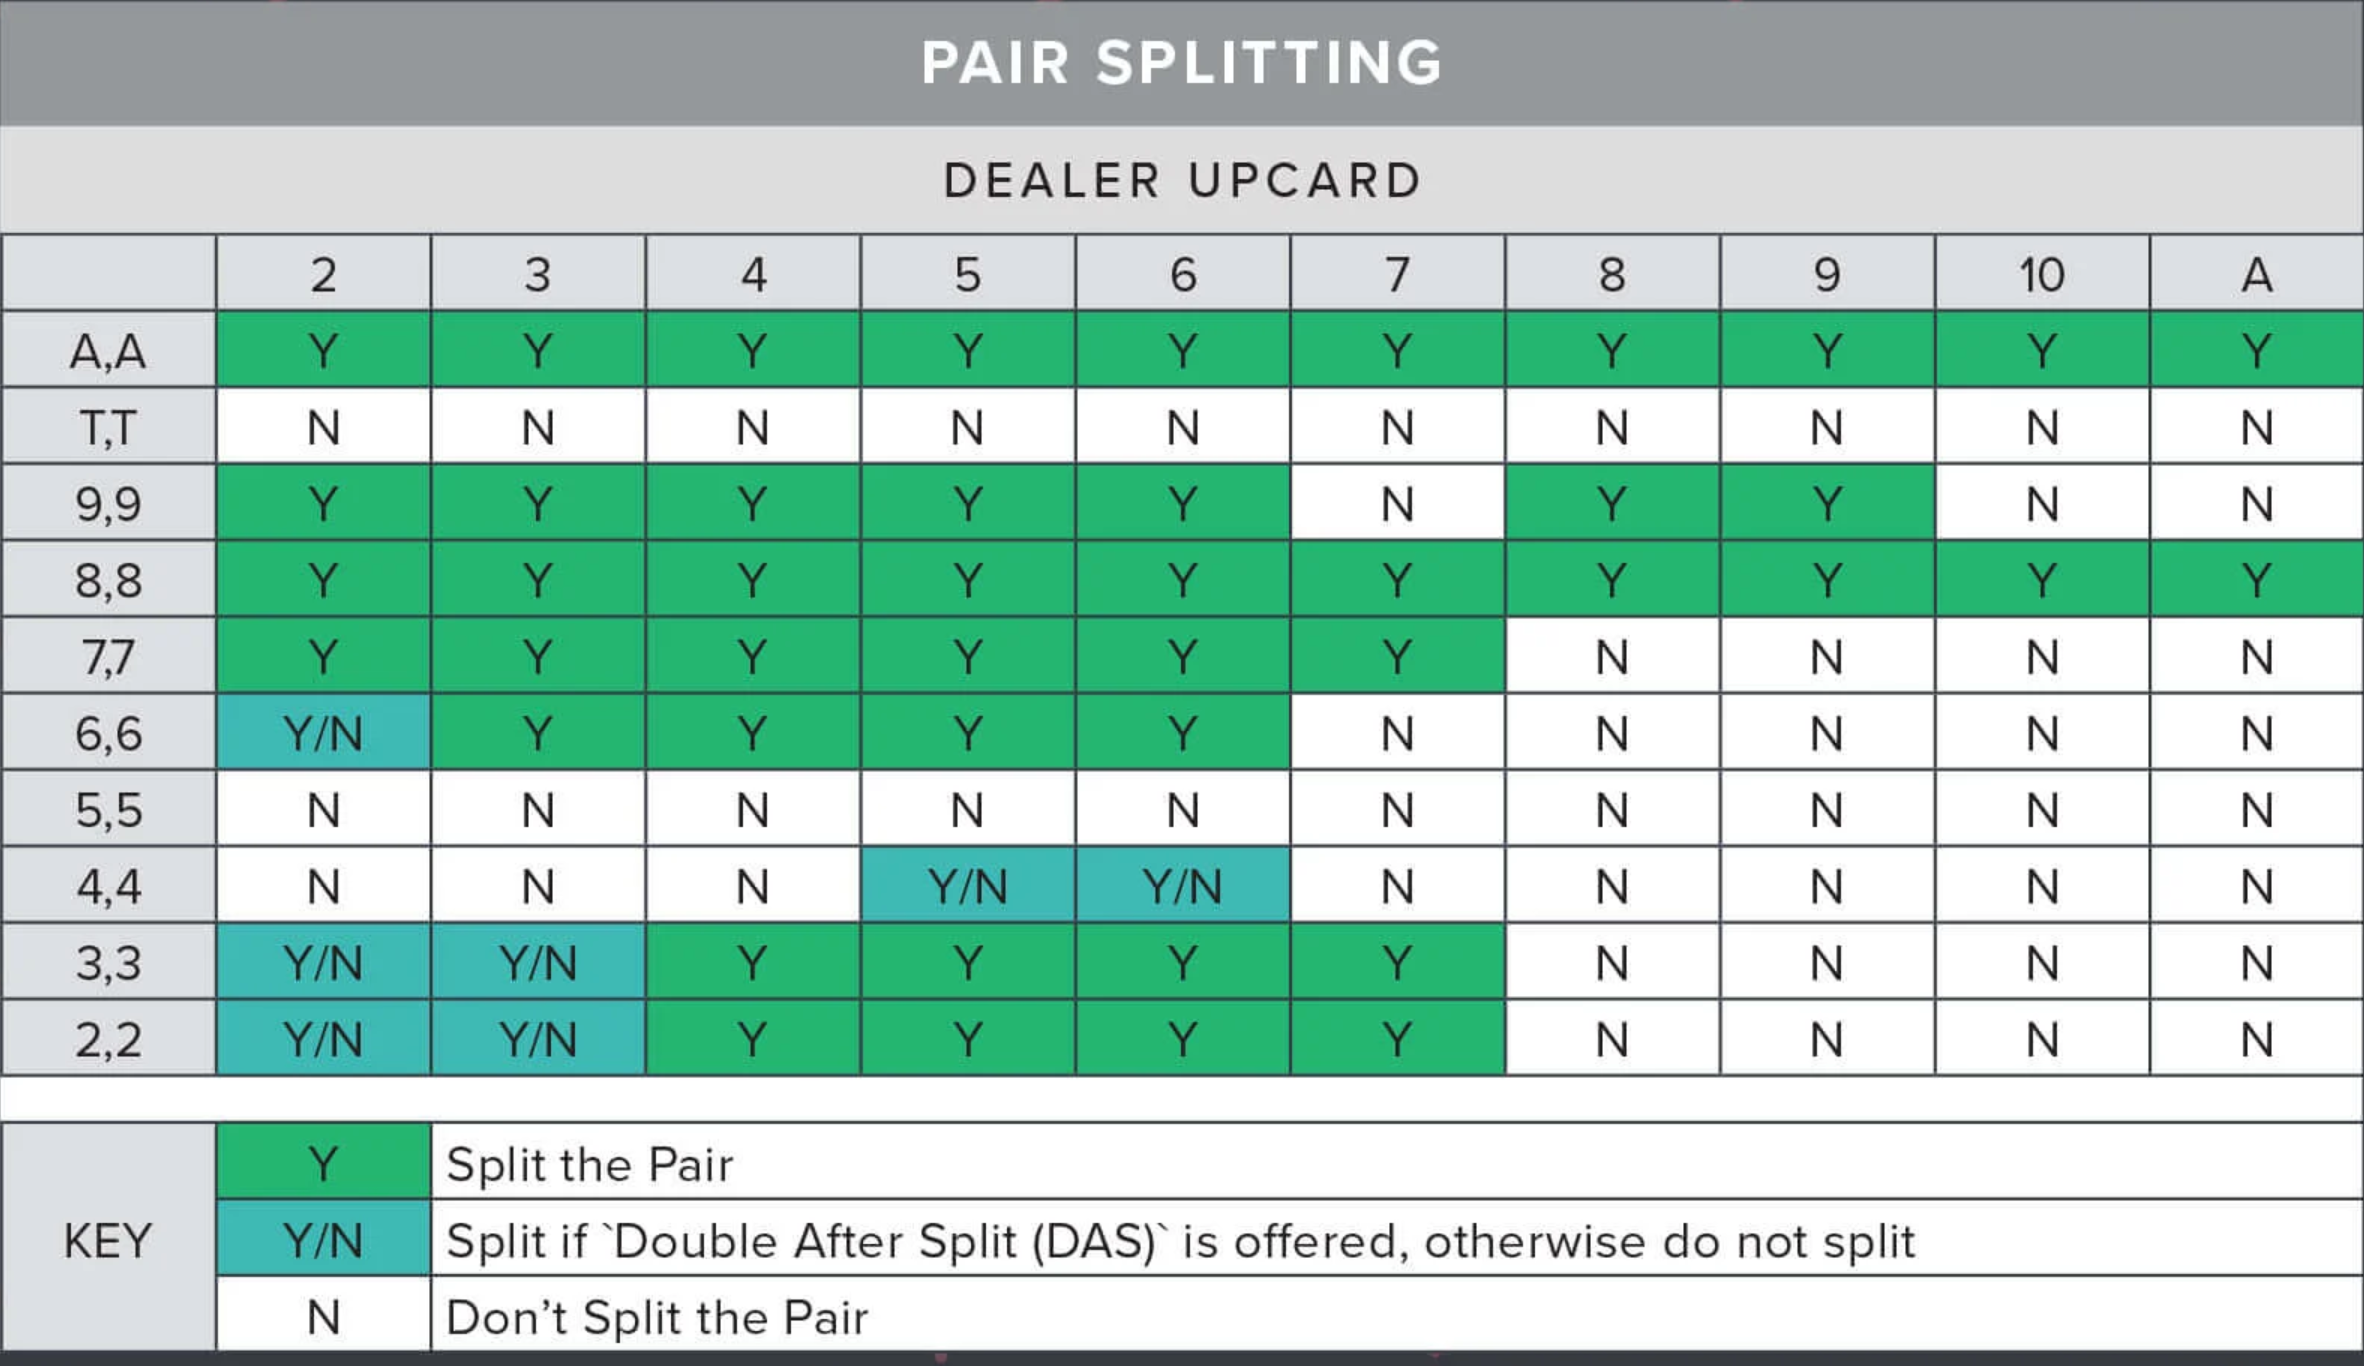 PAIR SPLITTING
DEALER UPCARD
2 3 4 5 6 7 8 9 10 A
A,A Y Y Y Y Y Y Y Y Y Y
T,T N N N N N N N N N N
9,9 Y Y Y Y Y N Y Y N N
8,8 Y Y Y Y Y Y Y Y Y Y
7,7 Y Y Y Y Y Y N N N N
6,6 Y/N Y Y Y Y N N N N N
5,5 N N N N N N N N N N
4,4 N N N Y/N Y/N N N N N N
3,3 Y/N Y/N Y Y Y Y N N N N
2,2 Y/N Y/N Y Y Y Y N N N N
KEY
Y Split the Pair
Y/N Split if `Double After Split (DAS)` is offered, otherwise do not split
N Don’t Split the Pair